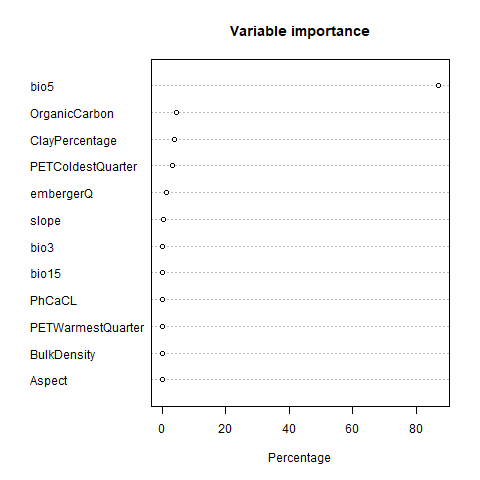 Variable importance
bio5
OrganicCarbon
ClayPercentage
PETColdestQuarter
embergerQ
slope
bio3
bio15
PhCaCL
PETWarmestQuarter
BulkDensity
Aspect
0 20 40 60 80
Percentage